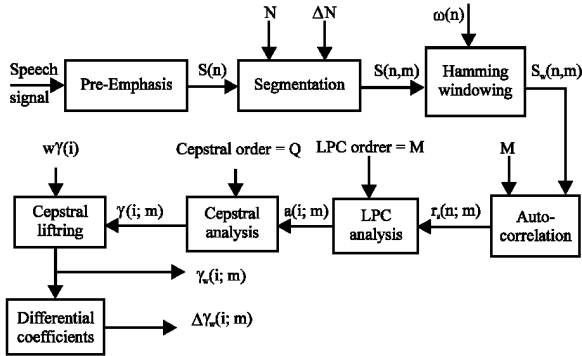 N ΔN ω(n)
Speech signal
Pre-Emphasis
S(n)
Segmentation
S(n,m)
Hamming
windowing
S_w(n,m)
wγ(i)
Cepstral order = Q
LPC ordrer = M
M
Cepstral
liftring
γ(i; m)
Cepstral
analysis
a(i; m)
LPC
analysis
r_s(n; m)
Auto-
correlation
γ_w(i; m)
Differential
coefficients
Δγ_w(i; m)